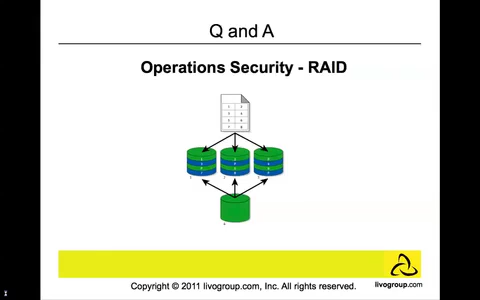 Q and A
Operations Security - RAID
livogroup.com
Copyright © 2011 livogroup.com, Inc. All rights reserved.